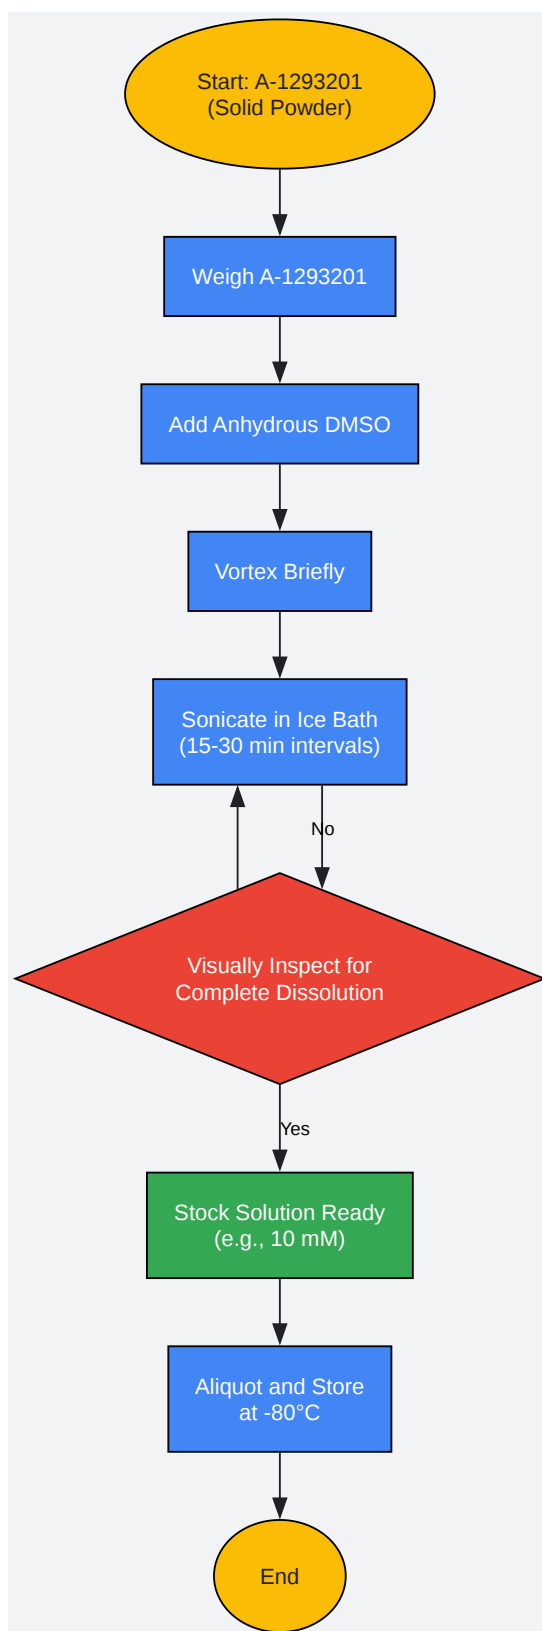 Start: A-1293201
(Solid Powder)
Weigh A-1293201
Add Anhydrous DMSO
Vortex Briefly
Sonicate in Ice Bath
(15-30 min intervals)
No
Visually Inspect for
Complete Dissolution
Yes
Stock Solution Ready
(e.g., 10 mM)
Aliquot and Store
at -80°C
End